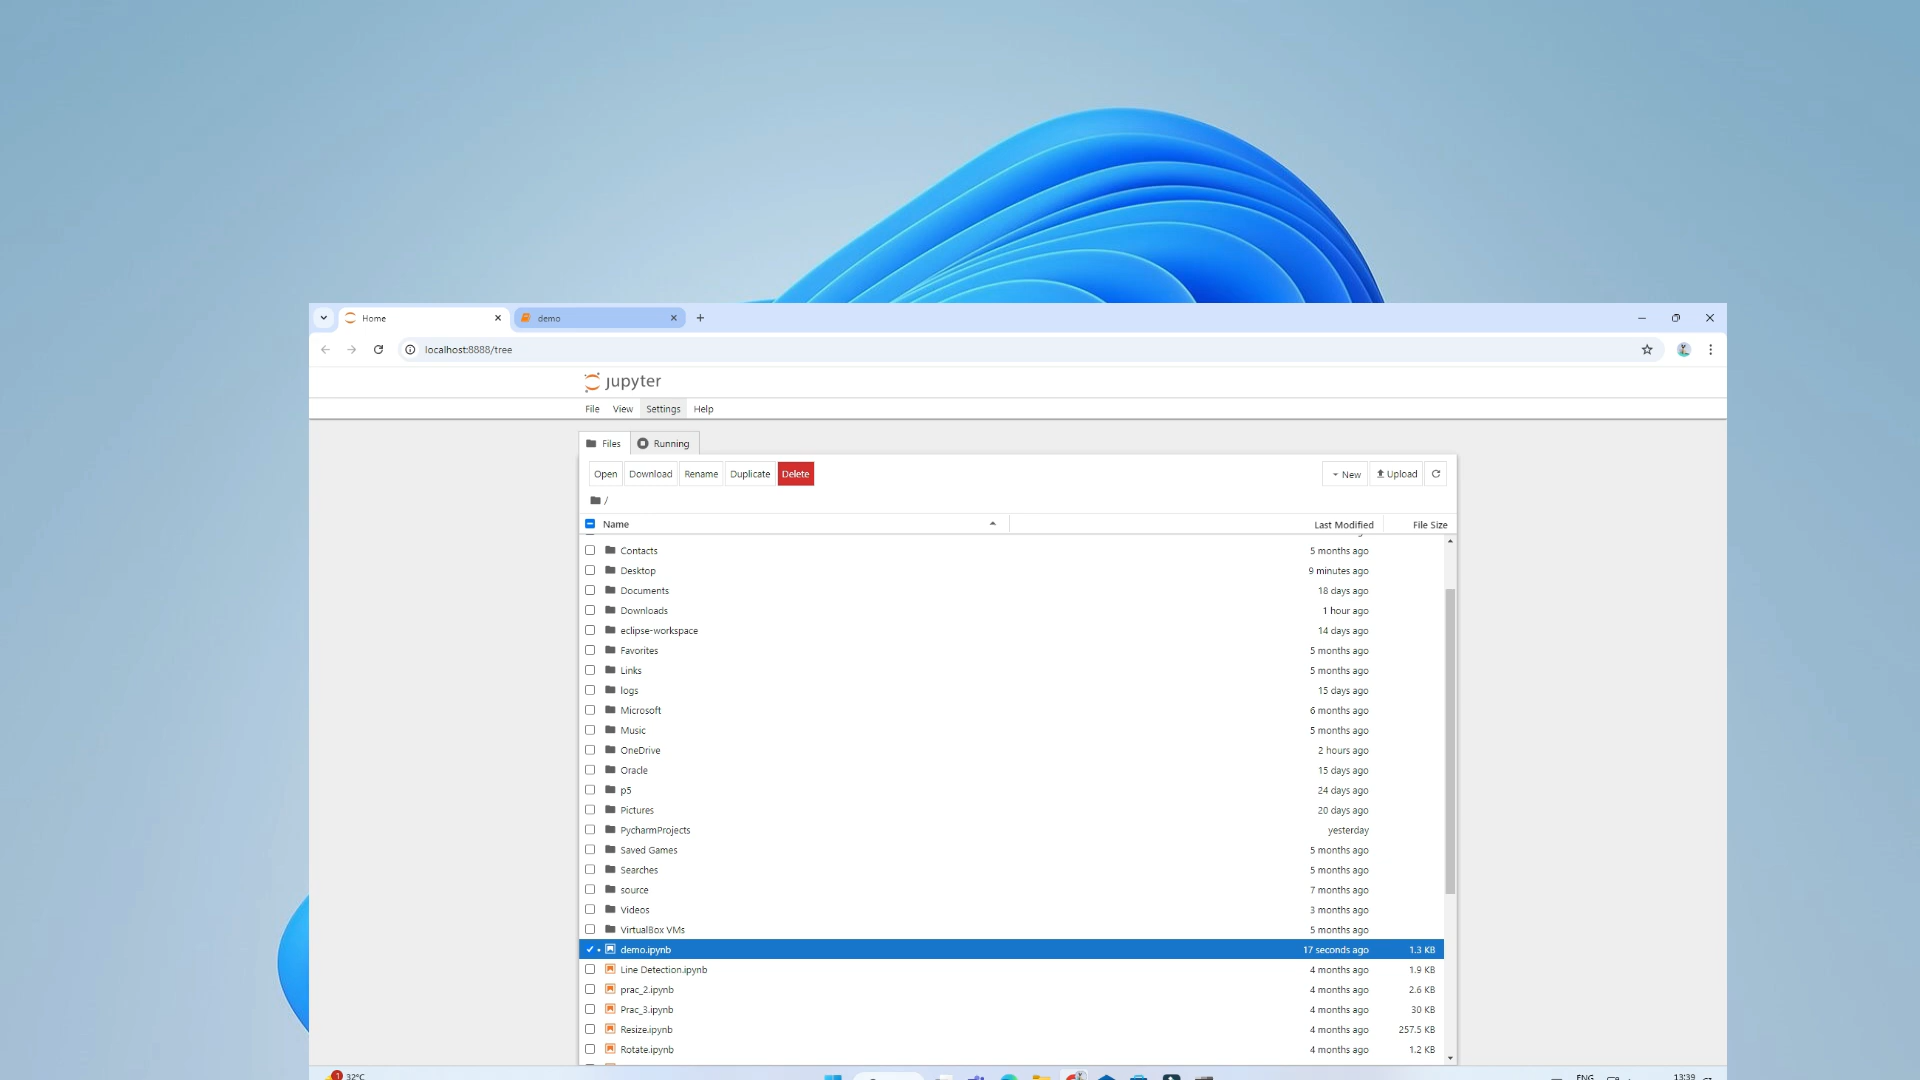 Home
demo
localhost:8888/tree
jupyter
File View Settings Help
Files Running
Open Download Rename Duplicate Delete New Upload
/
Name Last Modified File Size
Contacts 5 months ago
Desktop 9 minutes ago
Documents 18 days ago
Downloads 1 hour ago
eclipse-workspace 14 days ago
Favorites 5 months ago
Links 5 months ago
logs 15 days ago
Microsoft 6 months ago
Music 5 months ago
OneDrive 2 hours ago
Oracle 15 days ago
p5 24 days ago
Pictures 20 days ago
PycharmProjects yesterday
Saved Games 5 months ago
Searches 5 months ago
source 7 months ago
Videos 3 months ago
VirtualBox VMs 5 months ago
demo.ipynb 17 seconds ago 1.3 KB
Line Detection.ipynb 4 months ago 1.9 KB
prac_2.ipynb 4 months ago 2.6 KB
Prac_3.ipynb 4 months ago 30 KB
Resize.ipynb 4 months ago 257.5 KB
Rotate.ipynb 4 months ago 1.2 KB
1 32°C ENG 13:39